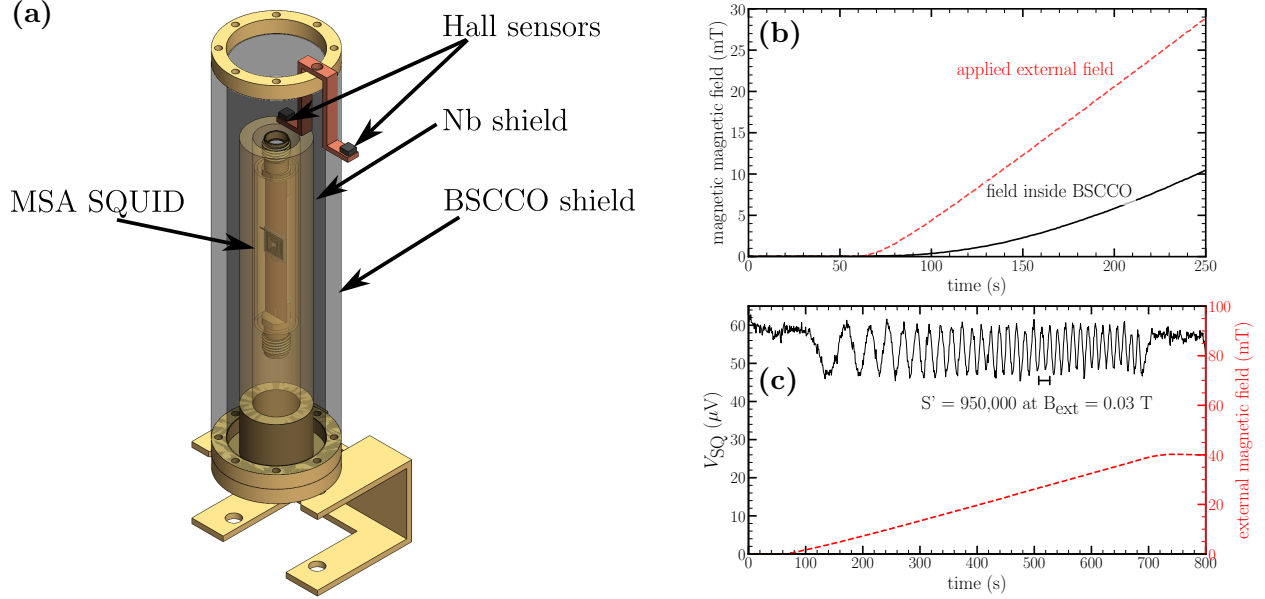 (a)
Hall sensors
Nb shield
MSA SQUID
BSCCO shield
(b)
magnetic magnetic field (mT)
30
25
20
15
10
5
0
applied external field
field inside BSCCO
0 50 100 150 200 250
time (s)
(c)
V_SQ (μV)
60
50
40
30
20
10
0
S' = 950,000 at B_ext = 0.03 T
external magnetic field (mT)
100
80
60
40
20
0
0 100 200 300 400 500 600 700 800
time (s)